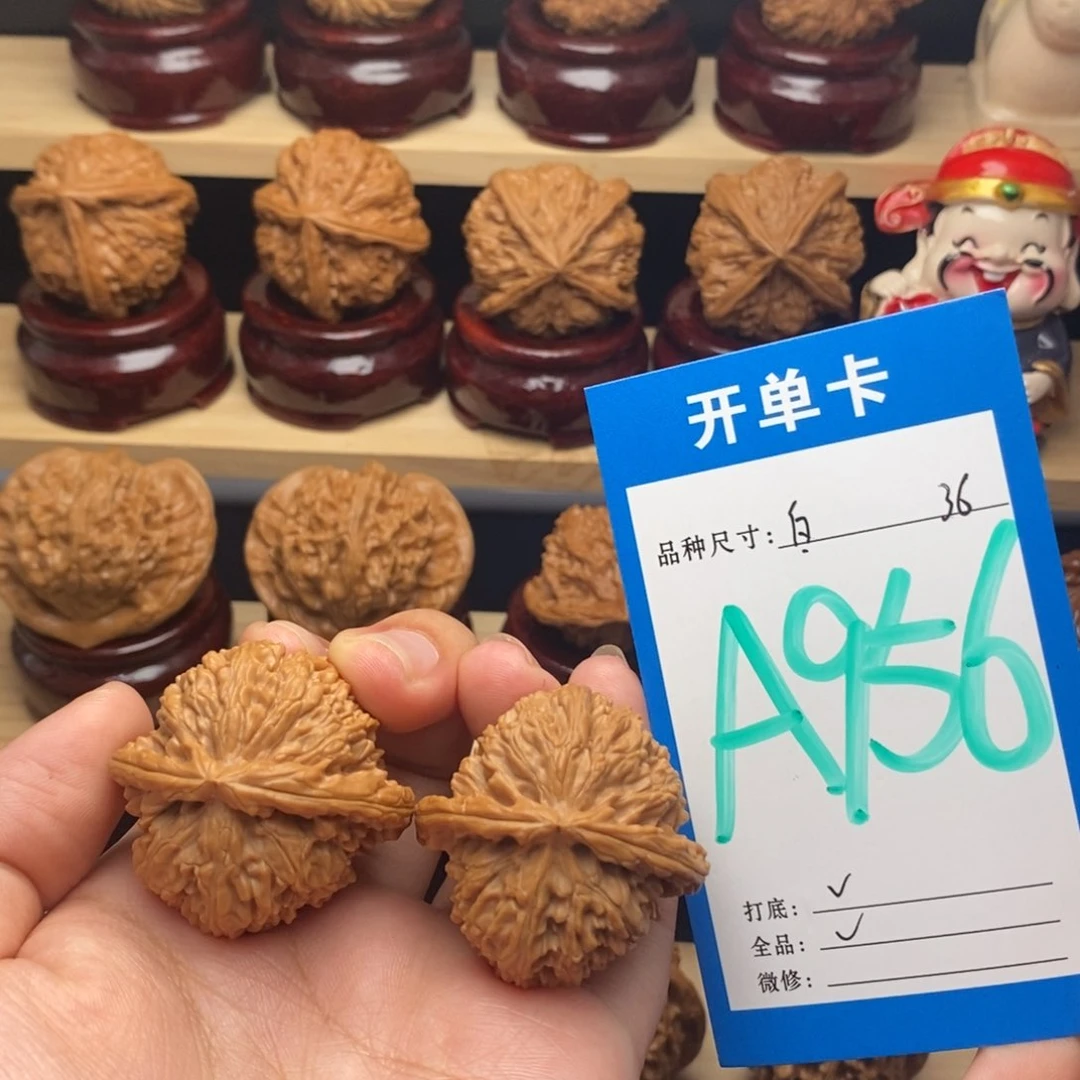 开单卡
品种尺寸: 白 36
A956
打底: ✓
全品: ✓
微修: